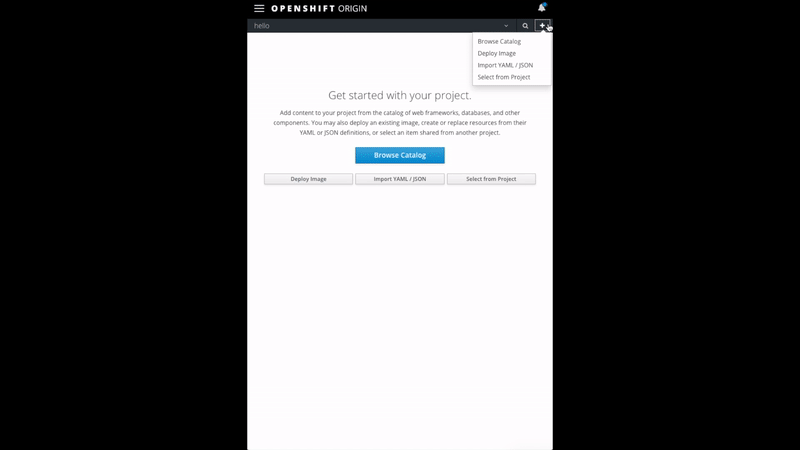 OPENSHIFT ORIGIN
hello
Browse Catalog
Deploy Image
Import YAML / JSON
Select from Project
Get started with your project.
Add content to your project from the catalog of web frameworks, databases, and other
components. You may also deploy an existing image, create or replace resources from their
YAML or JSON definitions, or select an item shared from another project.
Browse Catalog
Deploy Image
Import YAML / JSON
Select from Project